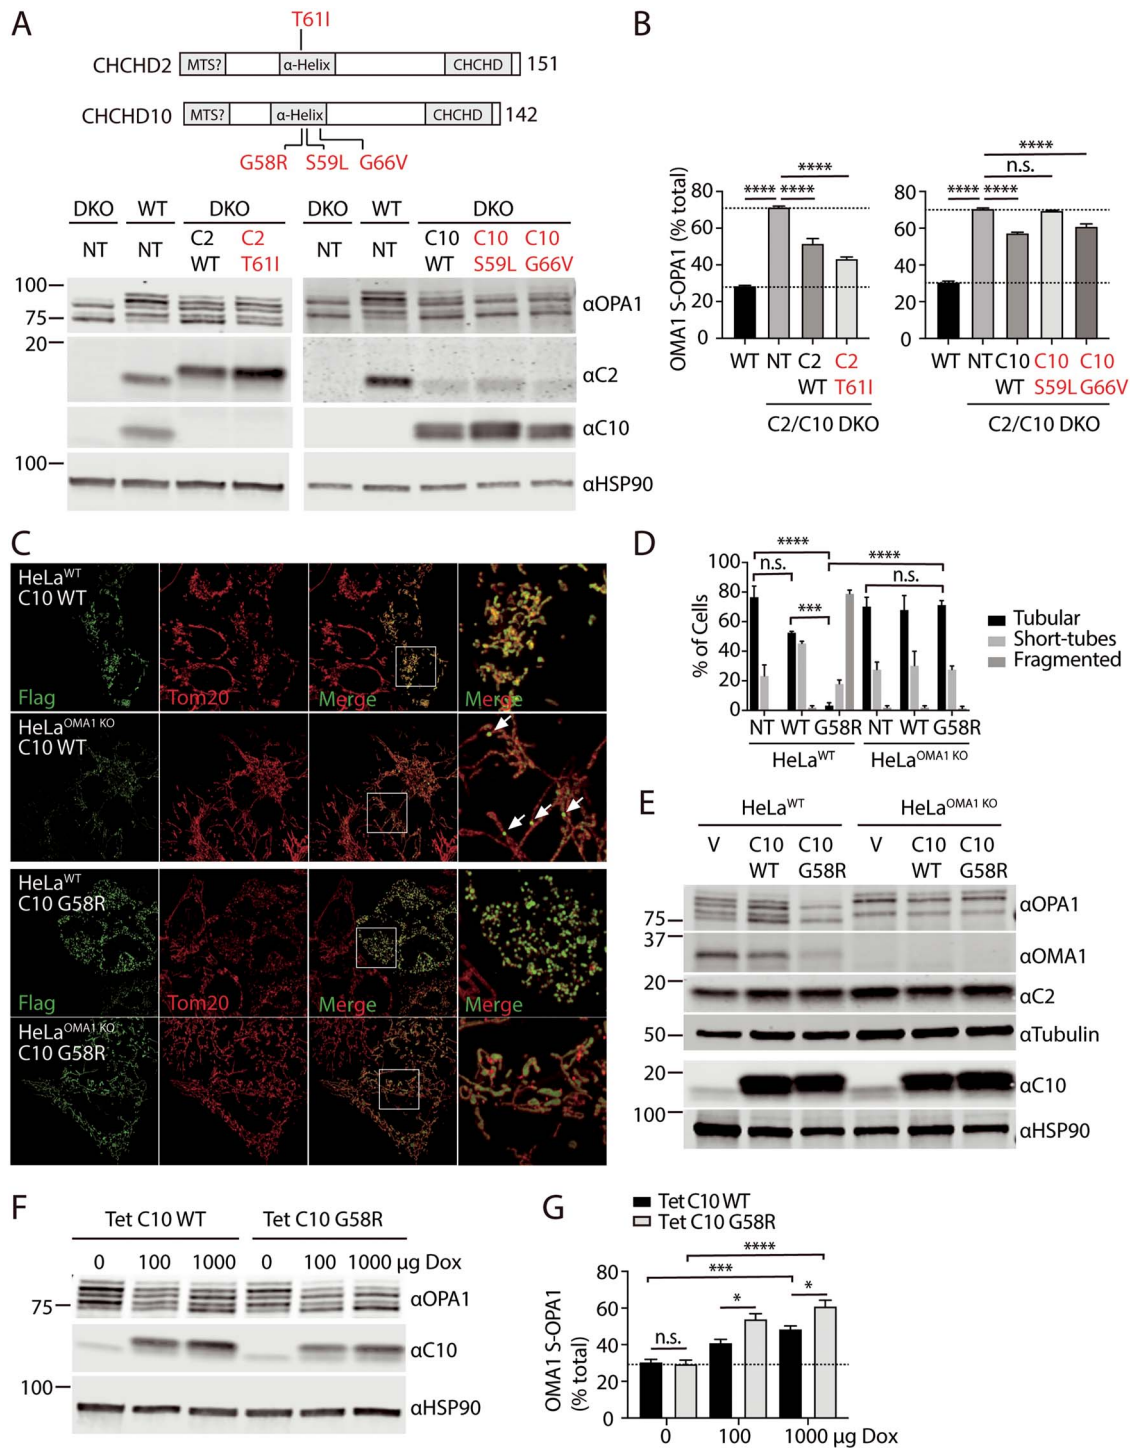 A
T61I
CHCHD2 MTS? α-Helix CHCHD 151
CHCHD10 MTS? α-Helix CHCHD 142
G58R S59L G66V
DKO WT DKO DKO WT DKO
NT NT C2 WT C2 T61I NT NT C10 WT C10 S59L C10 G66V
100
75
αOPA1
20
αC2
αC10
100
αHSP90
B
OMA1 S-OPA1 (% total)
80
60
40
20
0
**** ****
****
WT NT C2 WT C2 T61I
C2/C10 DKO
80
60
40
20
0
**** ****
n.s.
****
WT NT C10 WT C10 S59L C10 G66V
C2/C10 DKO
C
HeLaWT
C10 WT
Flag Tom20 Merge Merge
HeLaOMA1 KO
C10 WT
HeLaWT
C10 G58R
Flag Tom20 Merge Merge
HeLaOMA1 KO
C10 G58R
D
% of Cells
100
80
60
40
20
0
****
n.s.
***
****
n.s.
Tubular
Short-tubes
Fragmented
NT WT G58R NT WT G58R
HeLaWT HeLaOMA1 KO
E
HeLaWT HeLaOMA1 KO
V C10 WT C10 G58R V C10 WT C10 G58R
75
αOPA1
37
αOMA1
20
αC2
50
αTubulin
20
αC10
100
αHSP90
F
Tet C10 WT Tet C10 G58R
0 100 1000 0 100 1000 μg Dox
75
αOPA1
αC10
100
αHSP90
G
Tet C10 WT
Tet C10 G58R
OMA1 S-OPA1
(% total)
80
60
40
20
0
****
***
n.s.
*
*
0 100 1000 μg Dox